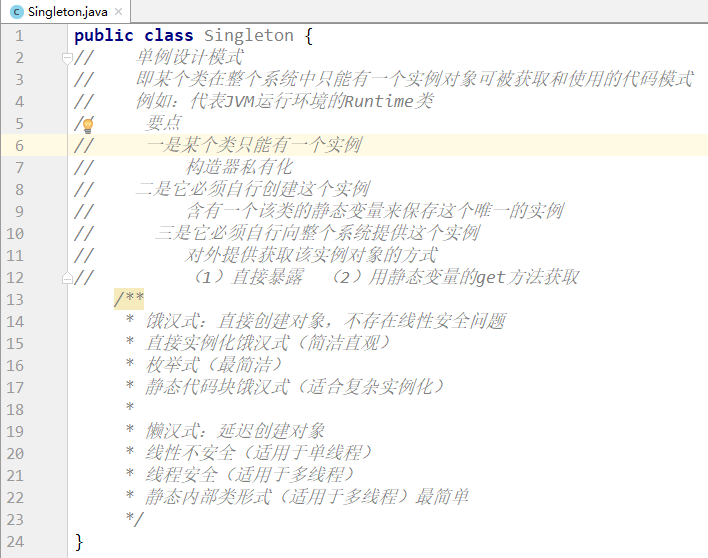 Singleton.java
1 public class Singleton {
2 // 单例设计模式
3 // 即某个类在整个系统中只能有一个实例对象可被获取和使用的代码模式
4 // 例如：代表JVM运行环境的Runtime类
5 / 要点
6 // 一是某个类只能有一个实例
7 // 构造器私有化
8 // 二是它必须自行创建这个实例
9 // 含有一个该类的静态变量来保存这个唯一的实例
10 // 三是它必须自行向整个系统提供这个实例
11 // 对外提供获取该实例对象的方式
12 // （1）直接暴露 （2）用静态变量的get方法获取
13 /**
14 * 饿汉式：直接创建对象，不存在线性安全问题
15 * 直接实例化饿汉式（简洁直观）
16 * 枚举式（最简洁）
17 * 静态代码块饿汉式（适合复杂实例化）
18 *
19 * 懒汉式：延迟创建对象
20 * 线性不安全（适用于单线程）
21 * 线程安全（适用于多线程）
22 * 静态内部类形式（适用于多线程）最简单
23 */
24 }